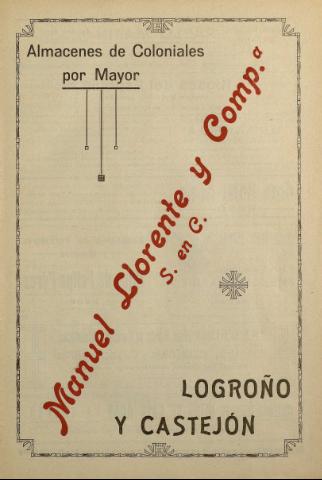 Almacenes de Coloniales
por Mayor
Manuel Llorente y Comp.ª
S. en C.
LOGROÑO
Y CASTEJÓN